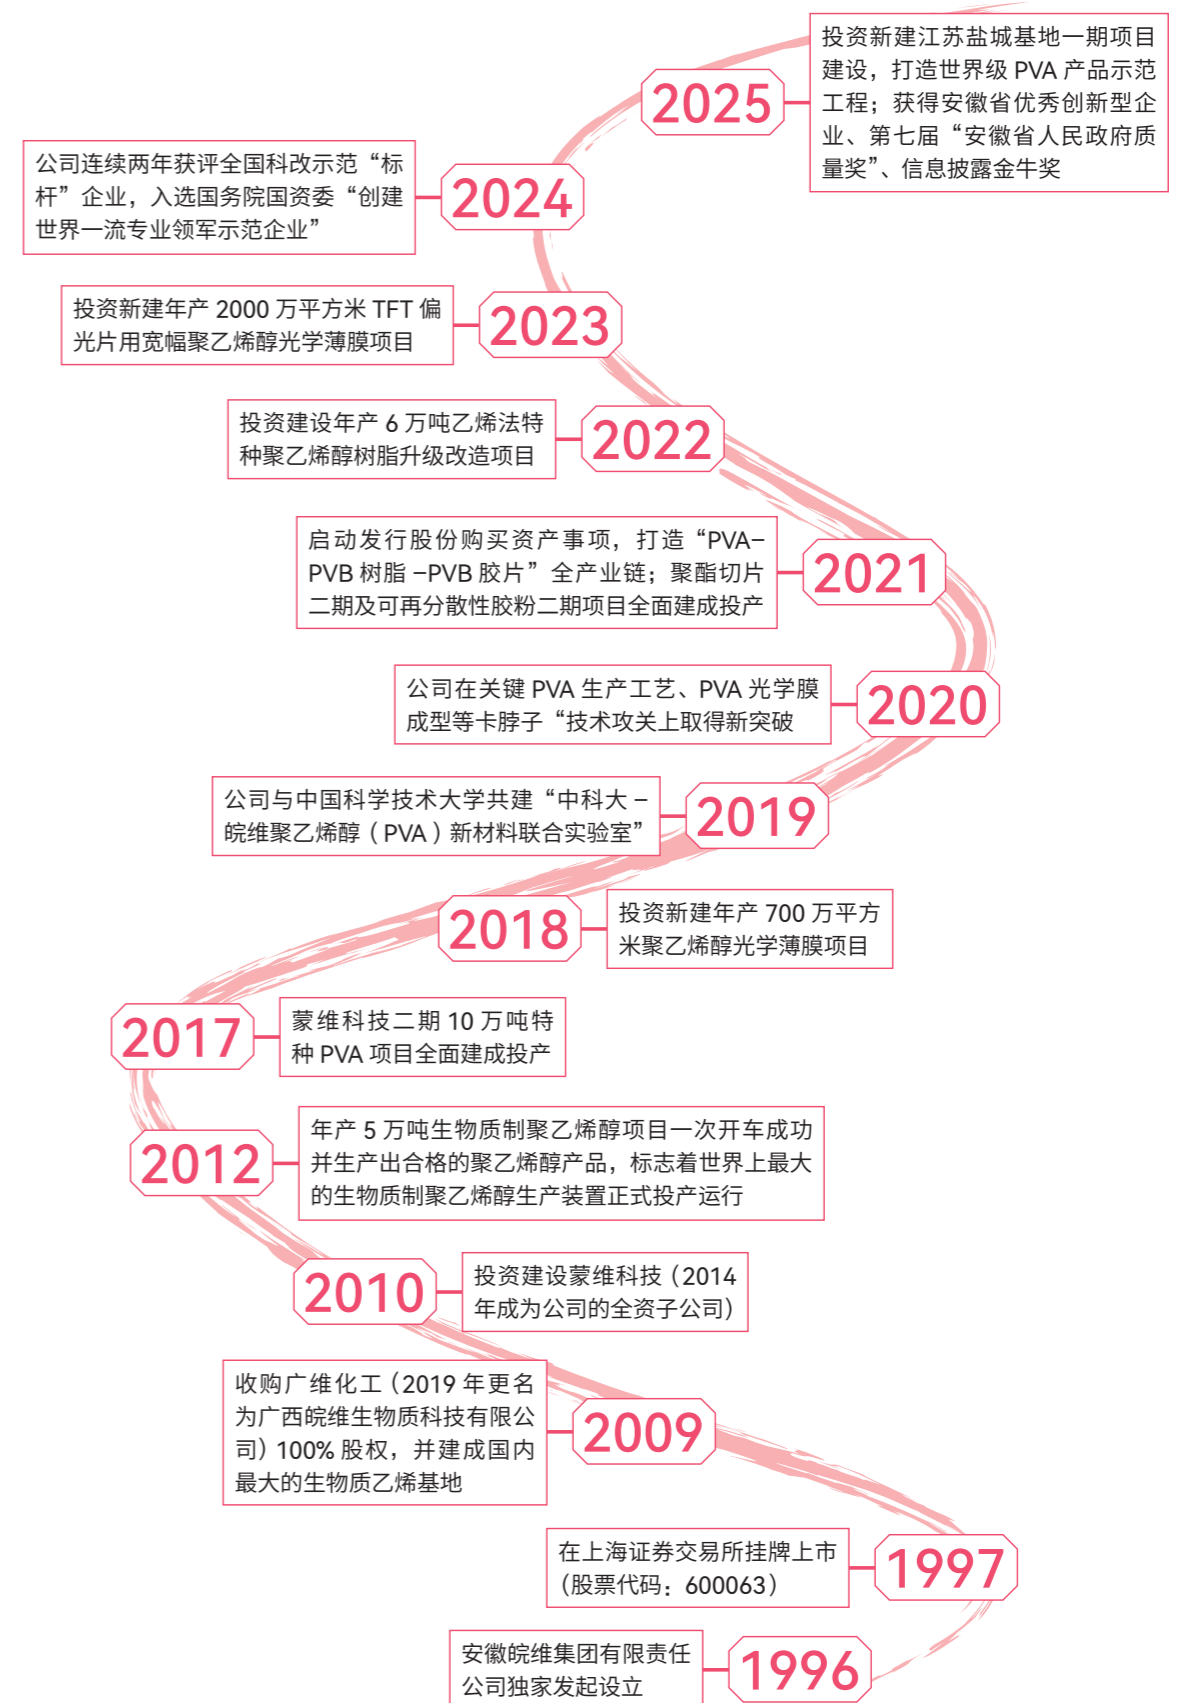 2025
投资新建江苏盐城基地一期项目
建设，打造世界级 PVA 产品示范
工程；获得安徽省优秀创新型企
业、第七届“安徽省人民政府质
量奖”、信息披露金牛奖
公司连续两年获评全国科改示范“标
杆”企业，入选国务院国资委“创建
世界一流专业领军示范企业”
2024
投资新建年产 2000 万平方米 TFT 偏
光片用宽幅聚乙烯醇光学薄膜项目
2023
投资建设年产 6 万吨乙烯法特
种聚乙烯醇树脂升级改造项目
2022
启动发行股份购买资产事项，打造“PVA–
PVB 树脂 –PVB 胶片”全产业链；聚酯切片
二期及可再分散性胶粉二期项目全面建成投产
2021
公司在关键 PVA 生产工艺、PVA 光学膜
成型等卡脖子“技术攻关上取得新突破
2020
公司与中国科学技术大学共建“中科大 –
皖维聚乙烯醇（PVA）新材料联合实验室”
2019
2018
投资新建年产 700 万平方
米聚乙烯醇光学薄膜项目
2017
蒙维科技二期 10 万吨特
种 PVA 项目全面建成投产
2012
年产 5 万吨生物质制聚乙烯醇项目一次开车成功
并生产出合格的聚乙烯醇产品，标志着世界上最大
的生物质制聚乙烯醇生产装置正式投产运行
2010
投资建设蒙维科技（2014
年成为公司的全资子公司）
收购广维化工（2019 年更名
为广西皖维生物质科技有限公
司）100% 股权，并建成国内
最大的生物质乙烯基地
2009
在上海证券交易所挂牌上市
（股票代码：600063）
1997
安徽皖维集团有限责任
公司独家发起设立
1996